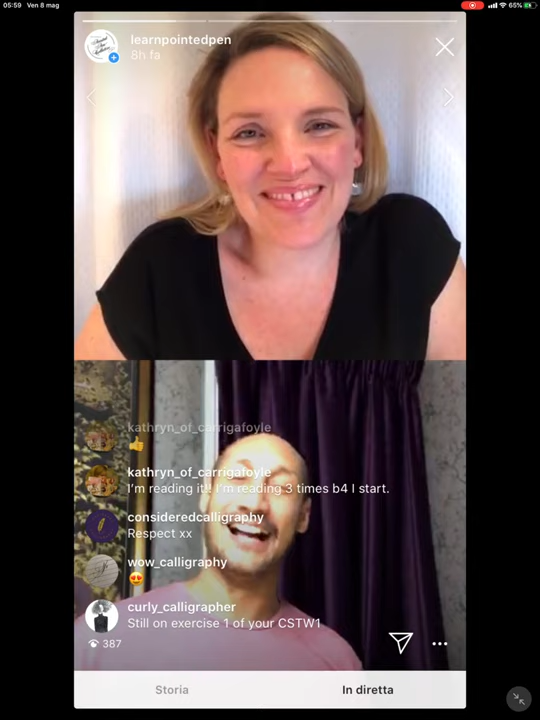 05:59 Ven 8 mag
65%
learnpointedpen
8h fa
kathryn_of_carrigafoyle
👍
kathryn_of_carrigafoyle
I'm reading it!! I'm reading 3 times b4 I start.
consideredcalligraphy
Respect xx
wow_calligraphy
😍
curly_calligrapher
Still on exercise 1 of your CSTW1
387
Storia
In diretta